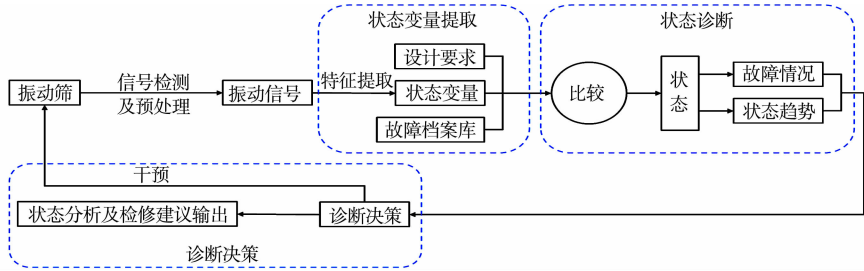 状态变量提取
状态诊断
设计要求
振动筛
信号检测
及预处理
振动信号
特征提取
状态变量
故障档案库
比较
状
态
故障情况
状态趋势
干预
状态分析及检修建议输出
诊断决策
诊断决策